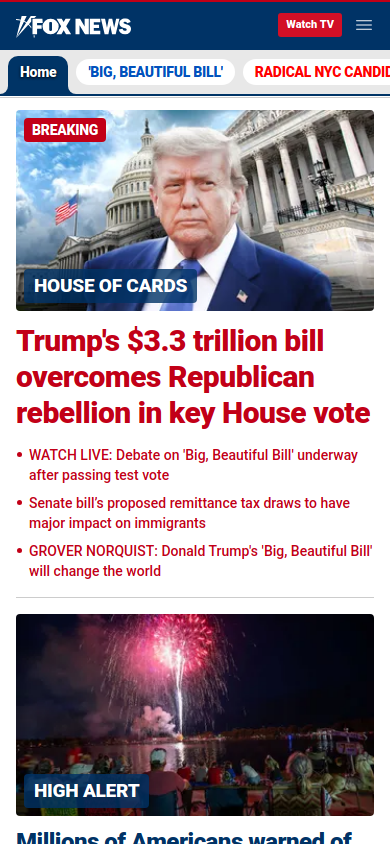 FOX NEWS
Watch TV
Home
'BIG, BEAUTIFUL BILL'
RADICAL NYC CANDID
BREAKING
HOUSE OF CARDS
Trump's $3.3 trillion bill
overcomes Republican
rebellion in key House vote
• WATCH LIVE: Debate on 'Big, Beautiful Bill' underway
after passing test vote
• Senate bill's proposed remittance tax draws to have
major impact on immigrants
• GROVER NORQUIST: Donald Trump's 'Big, Beautiful Bill'
will change the world
HIGH ALERT
Millions of Americans warned of